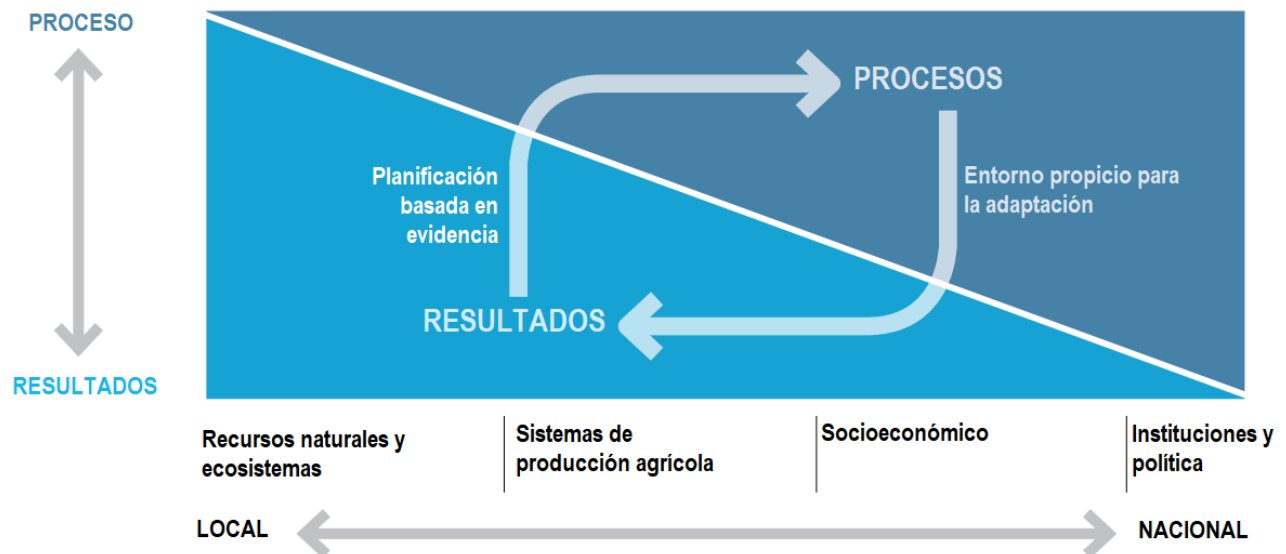 PROCESO
PROCESOS
Planificación
basada en
evidencia
Entorno propicio para
la adaptación
RESULTADOS
RESULTADOS
Recursos naturales y
ecosistemas
Sistemas de
producción agrícola
Socioeconómico
Instituciones y
política
LOCAL
NACIONAL